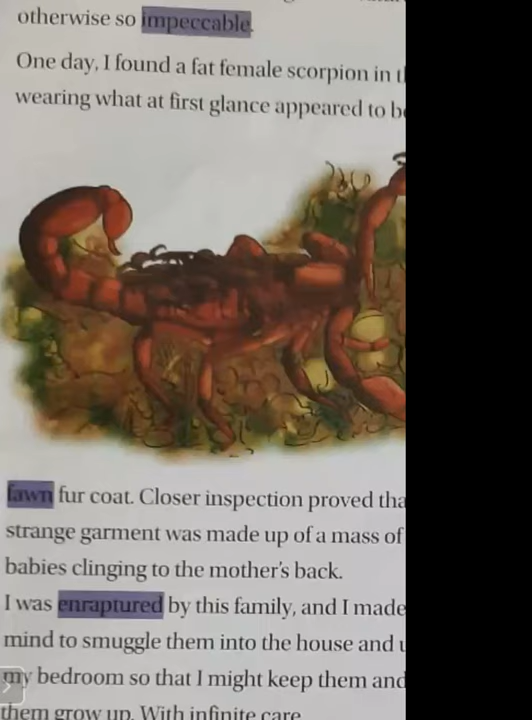 otherwise so impeccable.
One day, I found a fat female scorpion in
wearing what at first glance appeared to
fawn fur coat. Closer inspection proved
strange garment was made up of a mass of
babies clinging to the mother's back.
I was enraptured by this family, and I made
mind to smuggle them into the house and
my bedroom so that I might keep them and
them grow up. With infinite care